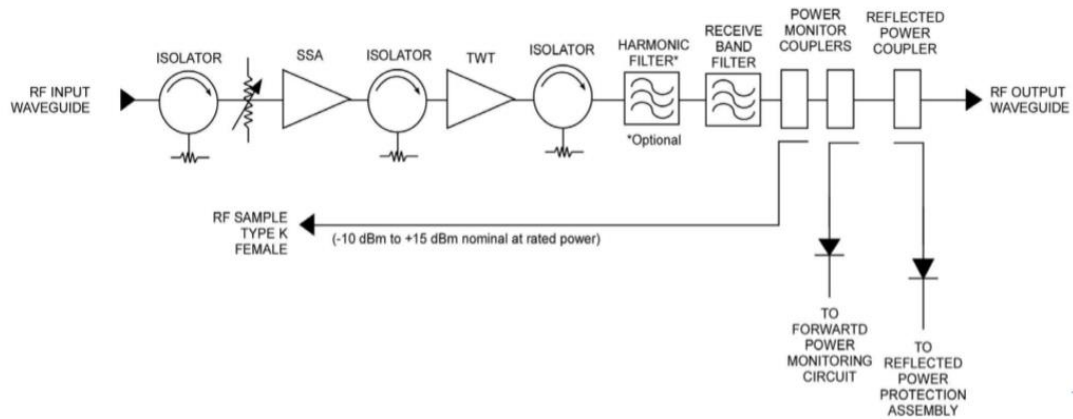 RF INPUT
WAVEGUIDE
ISOLATOR
SSA
ISOLATOR
TWT
ISOLATOR
HARMONIC
FILTER*
*Optional
RECEIVE
BAND
FILTER
POWER
MONITOR
COUPLERS
REFLECTED
POWER
COUPLER
RF OUTPUT
WAVEGUIDE
RF SAMPLE
TYPE K
FEMALE
(-10 dBm to +15 dBm nominal at rated power)
TO
FORWARTD
POWER
MONITORING
CIRCUIT
TO
REFLECTED
POWER
PROTECTION
ASSEMBLY